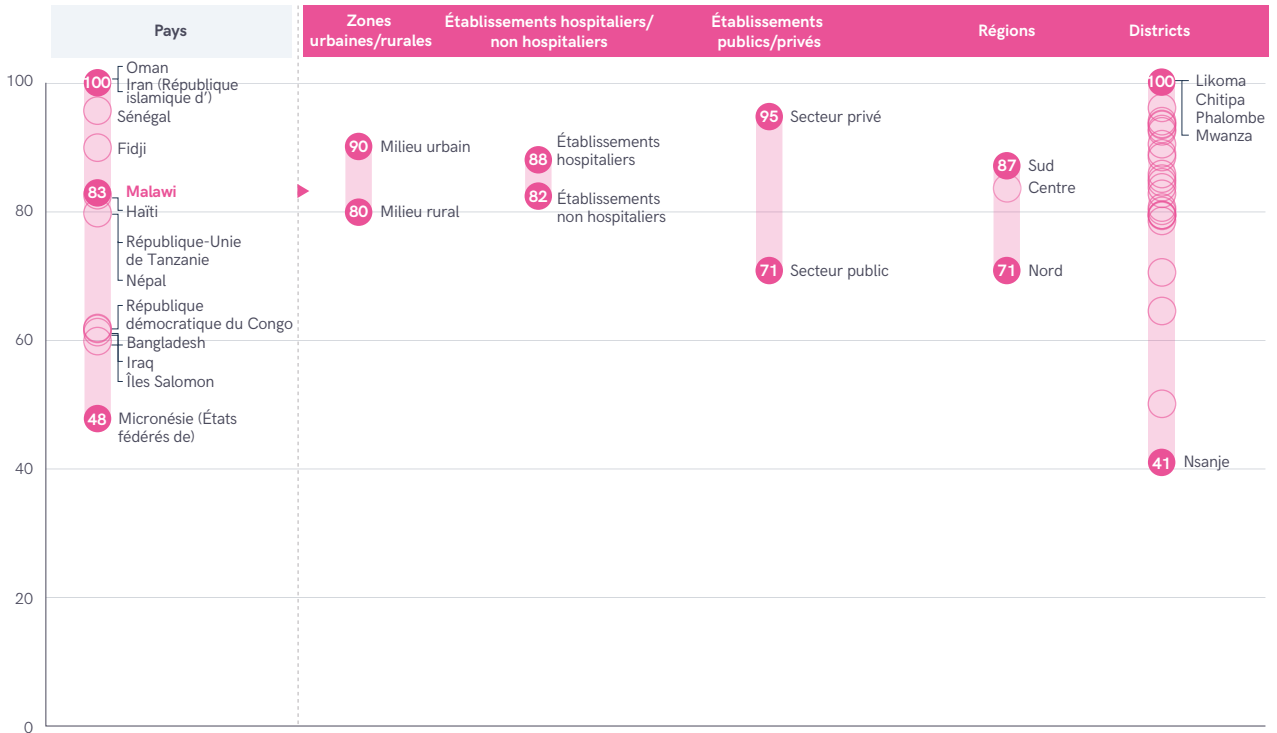 Pays
Zones
urbaines/rurales
Établissements hospitaliers/
non hospitaliers
Établissements
publics/privés
Régions
Districts
100
80
60
40
20
0
100
Oman
Iran (République
islamique d’)
Sénégal
Fidji
83
Malawi
Haïti
République-Unie
de Tanzanie
Népal
République
démocratique du Congo
Bangladesh
Iraq
Îles Salomon
48
Micronésie (États
fédérés de)
90
Milieu urbain
80
Milieu rural
88
Établissements
hospitaliers
82
Établissements
non hospitaliers
95
Secteur privé
71
Secteur public
87
Sud
Centre
71
Nord
100
Likoma
Chitipa
Phalombe
Mwanza
41
Nsanje